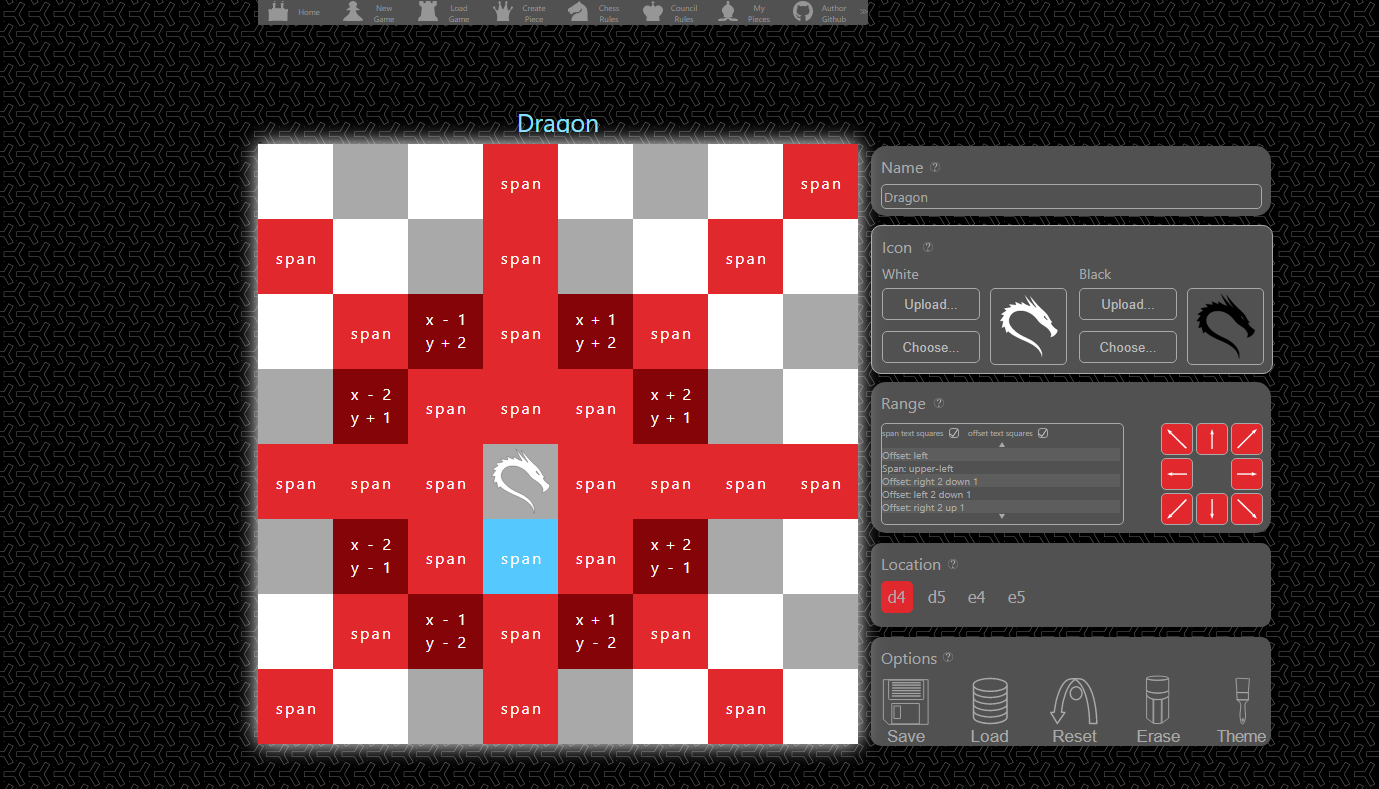 Home
New Game
Load Game
Create Piece
Chess Rules
Council Rules
My Pieces
Author Github
Dragon
span span
span span span
span x - 1 y + 2 span x + 1 y + 2 span
x - 2 y + 1 span span span x + 2 y + 1
span span span span span span span
x - 2 y - 1 span span span x + 2 y - 1
span x - 1 y - 2 span x + 1 y - 2 span
span span span
Name ?
Dragon
Icon ?
White Black
Upload... Upload...
Choose... Choose...
Range ?
span text squares offset text squares
Offset: left
Span: upper-left
Offset: right 2 down 1
Offset: left 2 down 1
Offset: right 2 up 1
Location ?
d4 d5 e4 e5
Options ?
Save Load Reset Erase Theme